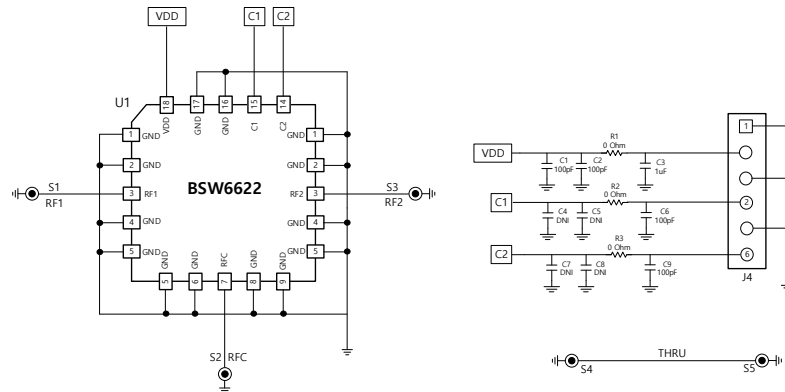 VDD
C1
C2
U1
18
17
16
15
14
VDD
GND
GND
C1
C2
1
GND
GND
1
2
GND
GND
2
BSW6622
S1
RF1
3
RF1
RF2
3
S3
RF2
4
GND
GND
4
5
GND
GND
5
GND
GND
RFC
GND
GND
5
6
7
8
9
S2
RFC
VDD
C1
100pF
C2
100pF
R1
0 Ohm
C3
1uF
1
C1
C4
DNI
C5
DNI
R2
0 Ohm
C6
100pF
2
C2
C7
DNI
C8
DNI
R3
0 Ohm
C9
100pF
6
J4
THRU
S4
S5